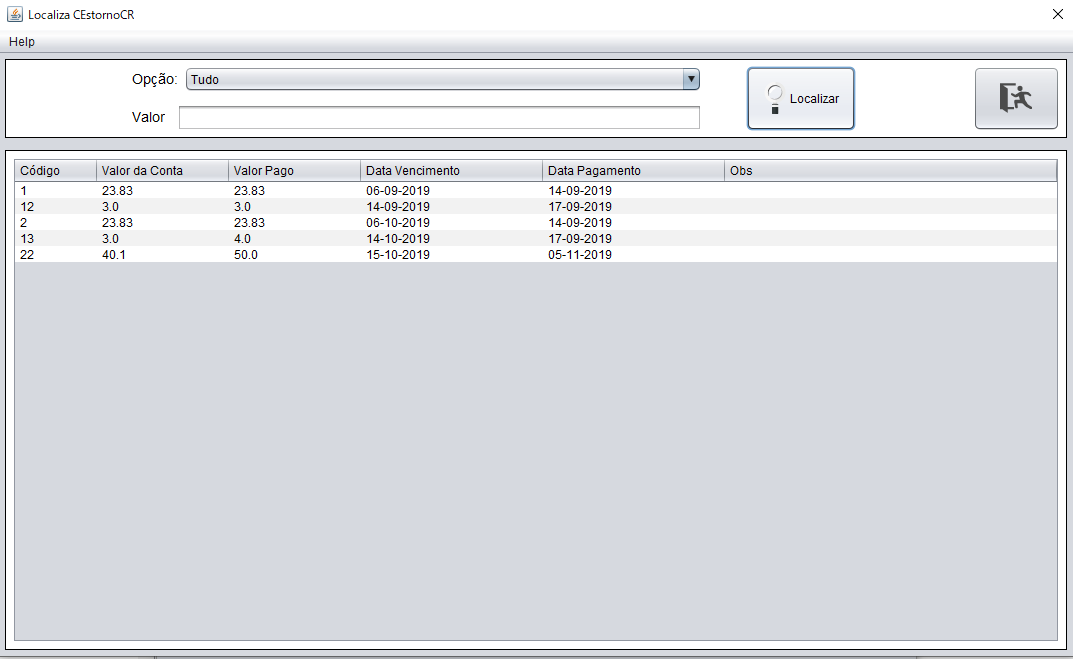 Localiza CEstornoCR
Help
Opção: Tudo
Valor
Localizar
Código Valor da Conta Valor Pago Data Vencimento Data Pagamento Obs
1 23.83 23.83 06-09-2019 14-09-2019
12 3.0 3.0 14-09-2019 17-09-2019
2 23.83 23.83 06-10-2019 14-09-2019
13 3.0 4.0 14-10-2019 17-09-2019
22 40.1 50.0 15-10-2019 05-11-2019